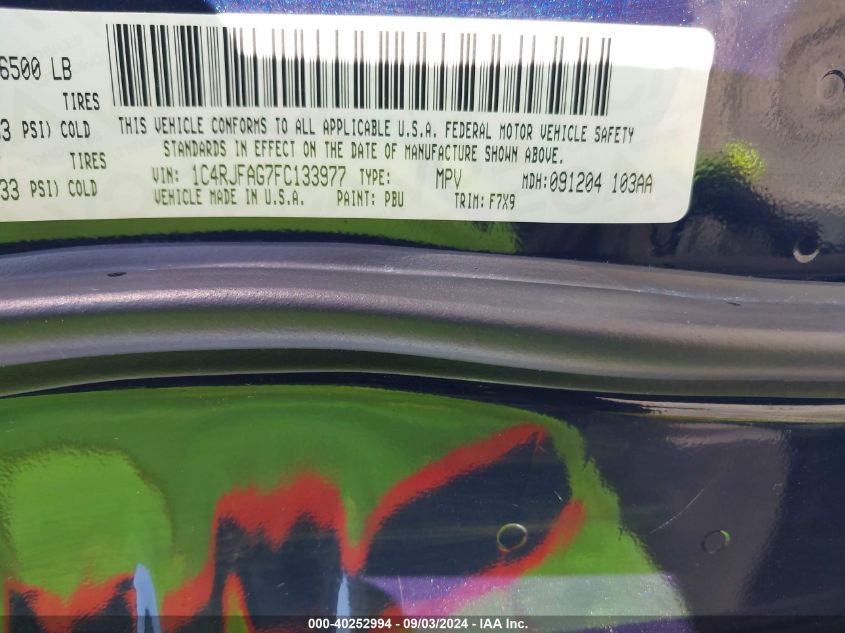 6500 LB
TIRES
3 PSI) COLD
TIRES
33 PSI) COLD
THIS VEHICLE CONFORMS TO ALL APPLICABLE U.S.A. FEDERAL MOTOR VEHICLE SAFETY
STANDARDS IN EFFECT ON THE DATE OF MANUFACTURE SHOWN ABOVE.
VIN: 1C4RJFAG7FC133977 TYPE: MPV MDH:091204 103AA
VEHICLE MADE IN U.S.A. PAINT: PBU TRIM: F7X9
000-40252994 - 09/03/2024 - IAA Inc.